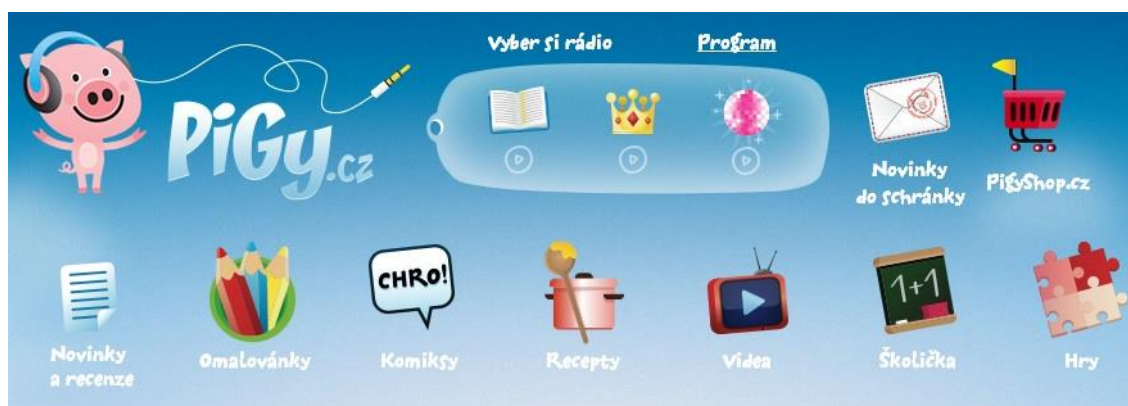 Vyber si rádio
Program
PiGy.cz
Novinky
do schránky
PigyShop.cz
CHRO!
1+1
Novinky
a recenze
Omalovánky
Komiksy
Recepty
Videa
Školička
Hry